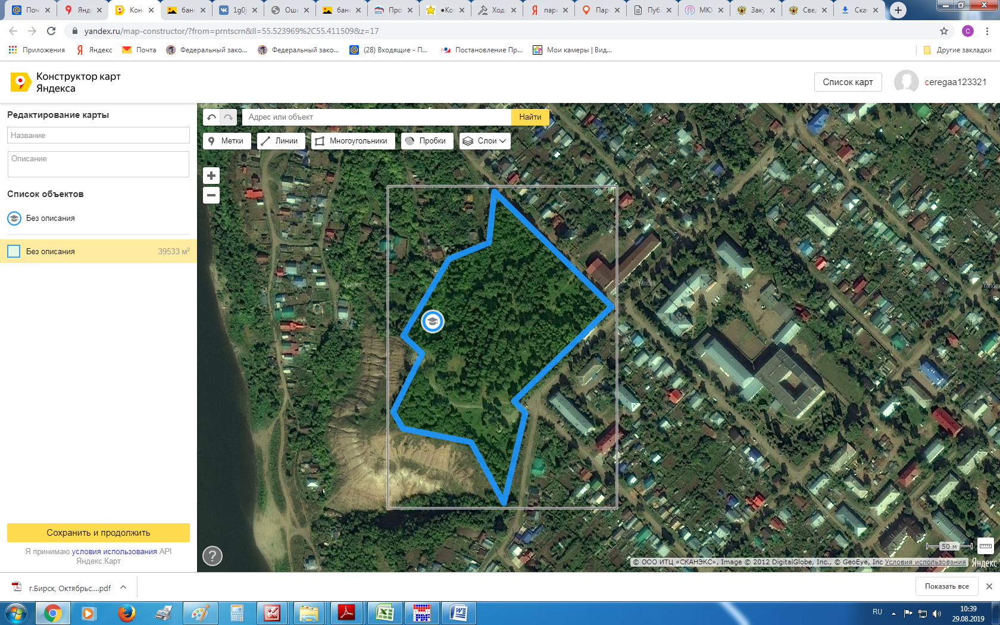 Поч
Янд
Кон
бан
1g0j
Оши
бан
Про
●Ко
Ход
пар
Пар
Пуб
МКУ
Заку
Све
Ска
yandex.ru/map-constructor/?from=prntscrn&ll=55.523969%2C55.411509&z=17
С
Приложения
Яндекс
Почта
Федеральный зако...
Федеральный зако...
(28) Входящие - П...
Постановление Пр...
Мои камеры | Вид...
Другие закладки
Конструктор карт
Яндекса
Список карт
ceregaa123321
Редактирование карты
Название
Описание
Список объектов
Без описания
Без описания 39533 м²
Адрес или объект
Найти
Метки
Линии
Многоугольники
Пробки
Слои
Yandex
Yandex
Yandex
Yandex
Сохранить и продолжить
Я принимаю условия использования API
Яндекс.Карт
?
50 м
© ООО ИТЦ «СКАНЭКС», Image © 2012 DigitalGlobe, Inc., © GeoEye, Inc Условия использования
Яндекс
г.Бирск, Октябрьс....pdf
Показать все
RU
10:39
29.08.2019